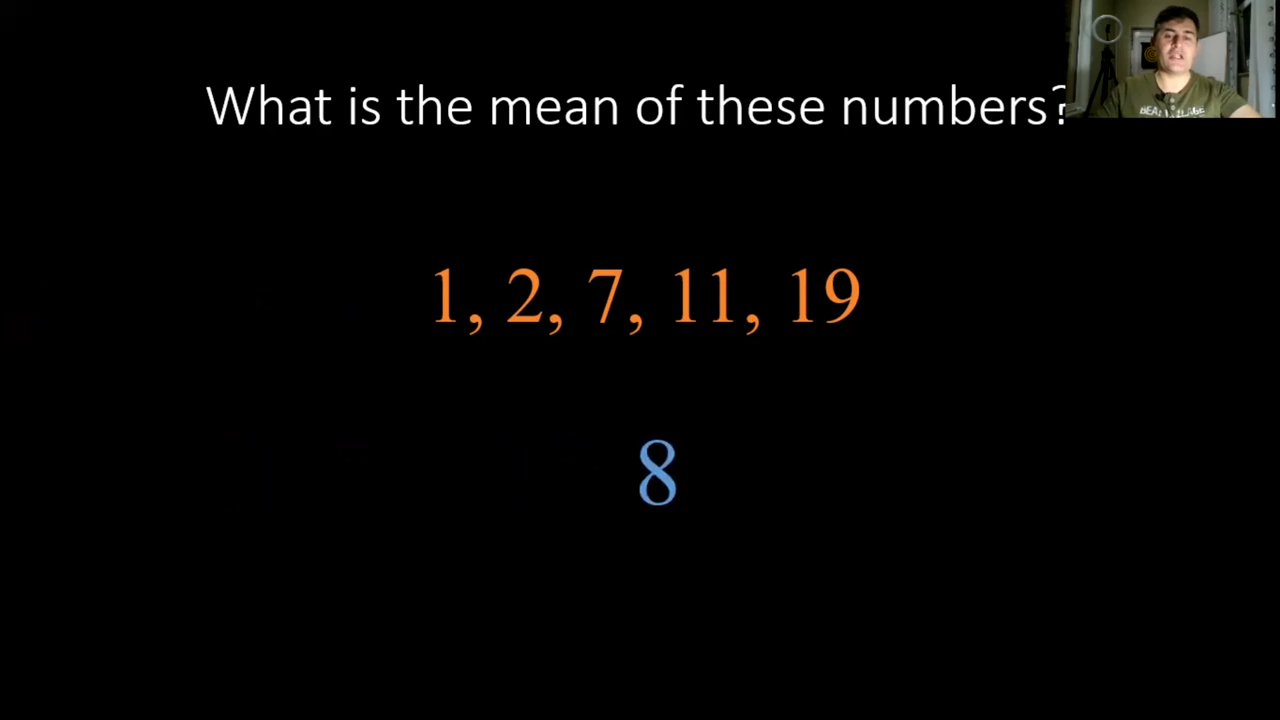 What is the mean of these numbers?
1, 2, 7, 11, 19
8